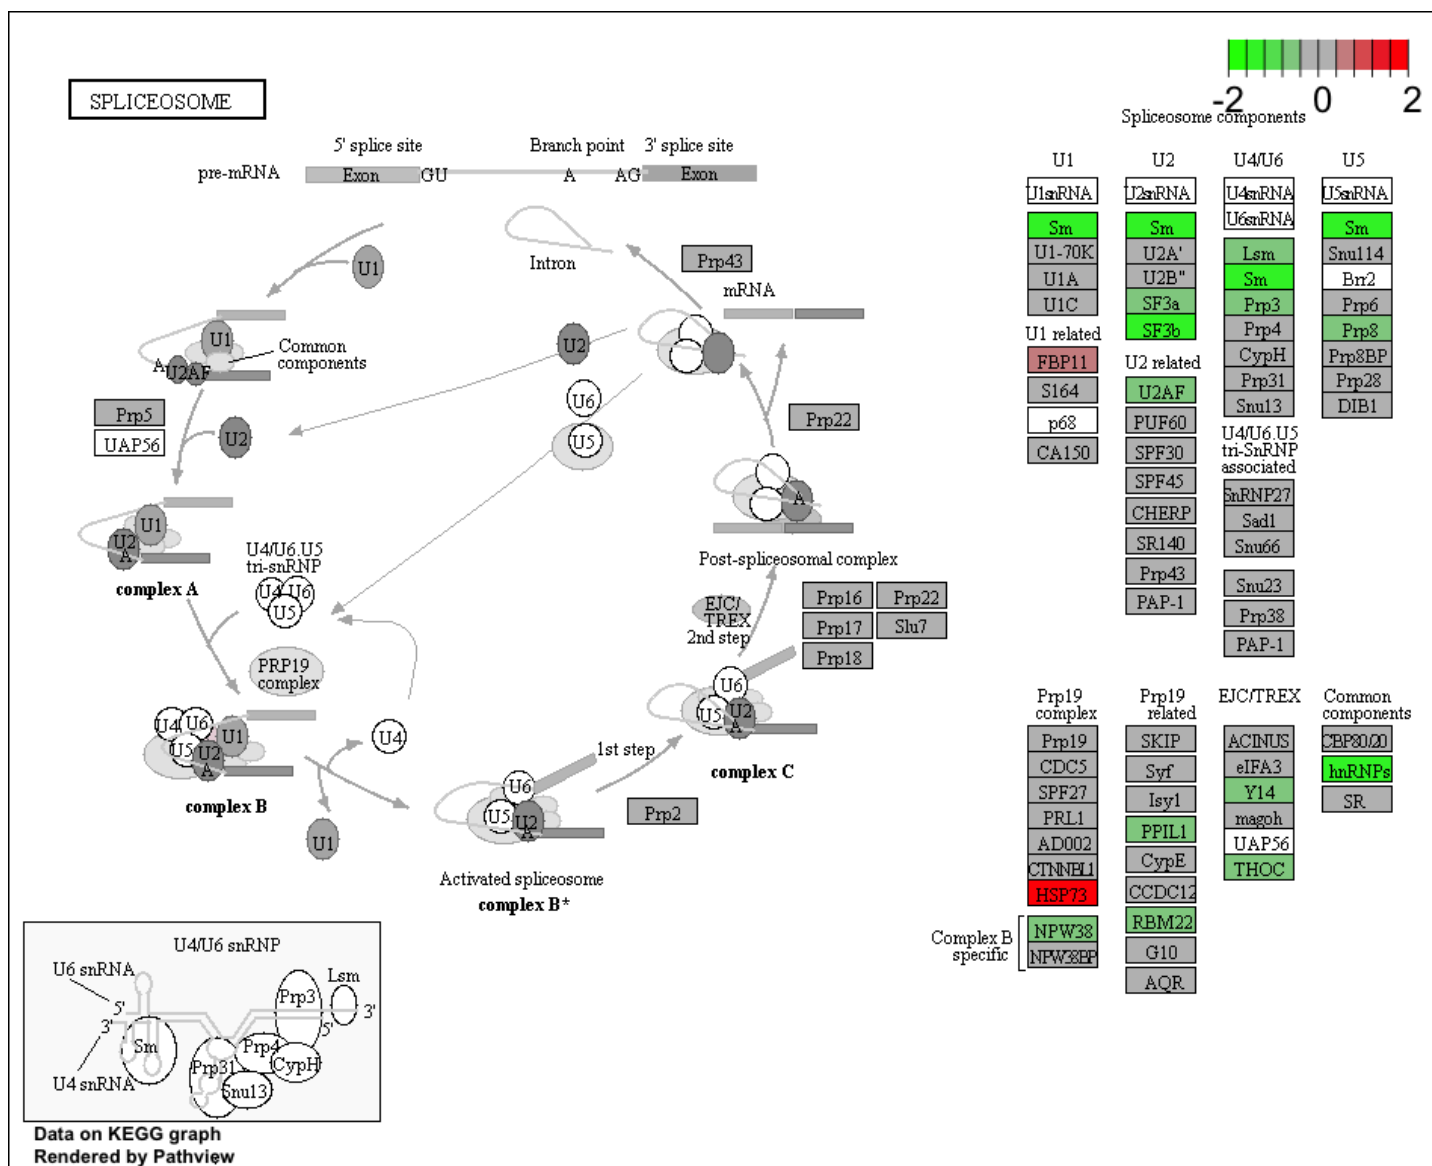 SPLICEOSOME
-2 0 2
5' splice site
Branch point
3' splice site
pre-mRNA
Exon
GU
A
AG
Exon
U1
Intron
Prp43
mRNA
U1
Common
components
A
U2AF
U2
U6
U5
Prp5
UAP56
U2
Prp22
U1
U2
A
complex A
U4/U6.U5
tri-snRNP
U4
U6
U5
A
Post-spliceosomal complex
EJC/
TREX
2nd step
Prp16
Prp22
Prp17
Slu7
Prp18
PRP19
complex
U4
U6
U5
U2
U1
A
complex B
U4
U1
U6
U5
U2
A
complex C
1st step
U6
U5
U2
A
Prp2
Activated spliceosome
complex B*
Spliceosome components
U1
U1snRNA
Sm
U1-70K
U1A
U1C
U1 related
FBP11
S164
p68
CA150
U2
U2snRNA
Sm
U2A'
U2B"
SF3a
SF3b
U2 related
U2AF
PUF60
SPF30
SPF45
CHERP
SR140
Prp43
PAP-1
U4/U6
U4snRNA
U6snRNA
Lsm
Sm
Prp3
Prp4
CypH
Prp31
Snu13
U4/U6.U5
tri-SnRNP
associated
SnRNP27
Sad1
Snu66
Snu23
Prp38
PAP-1
U5
U5snRNA
Sm
Snu114
Brr2
Prp6
Prp8
Prp8BP
Prp28
DIB1
Prp19
complex
Prp19
CDC5
SPF27
PRL1
AD002
CTNNBL1
HSP73
Complex B
specific
NPW38
NPW38BP
Prp19
related
SKIP
Syf
Isy1
PPIL1
CypE
CCDC12
RBM22
G10
AQR
EJC/TREX
ACINUS
eIFA3
Y14
magoh
UAP56
THOC
Common
components
CBP80/20
hnRNPs
SR
U4/U6 snRNP
U6 snRNA
5'
3'
Sm
U4 snRNA
Prp31
Prp4
Snu13
Prp3
CypH
Lsm
3'
5'
Data on KEGG graph
Rendered by Pathview